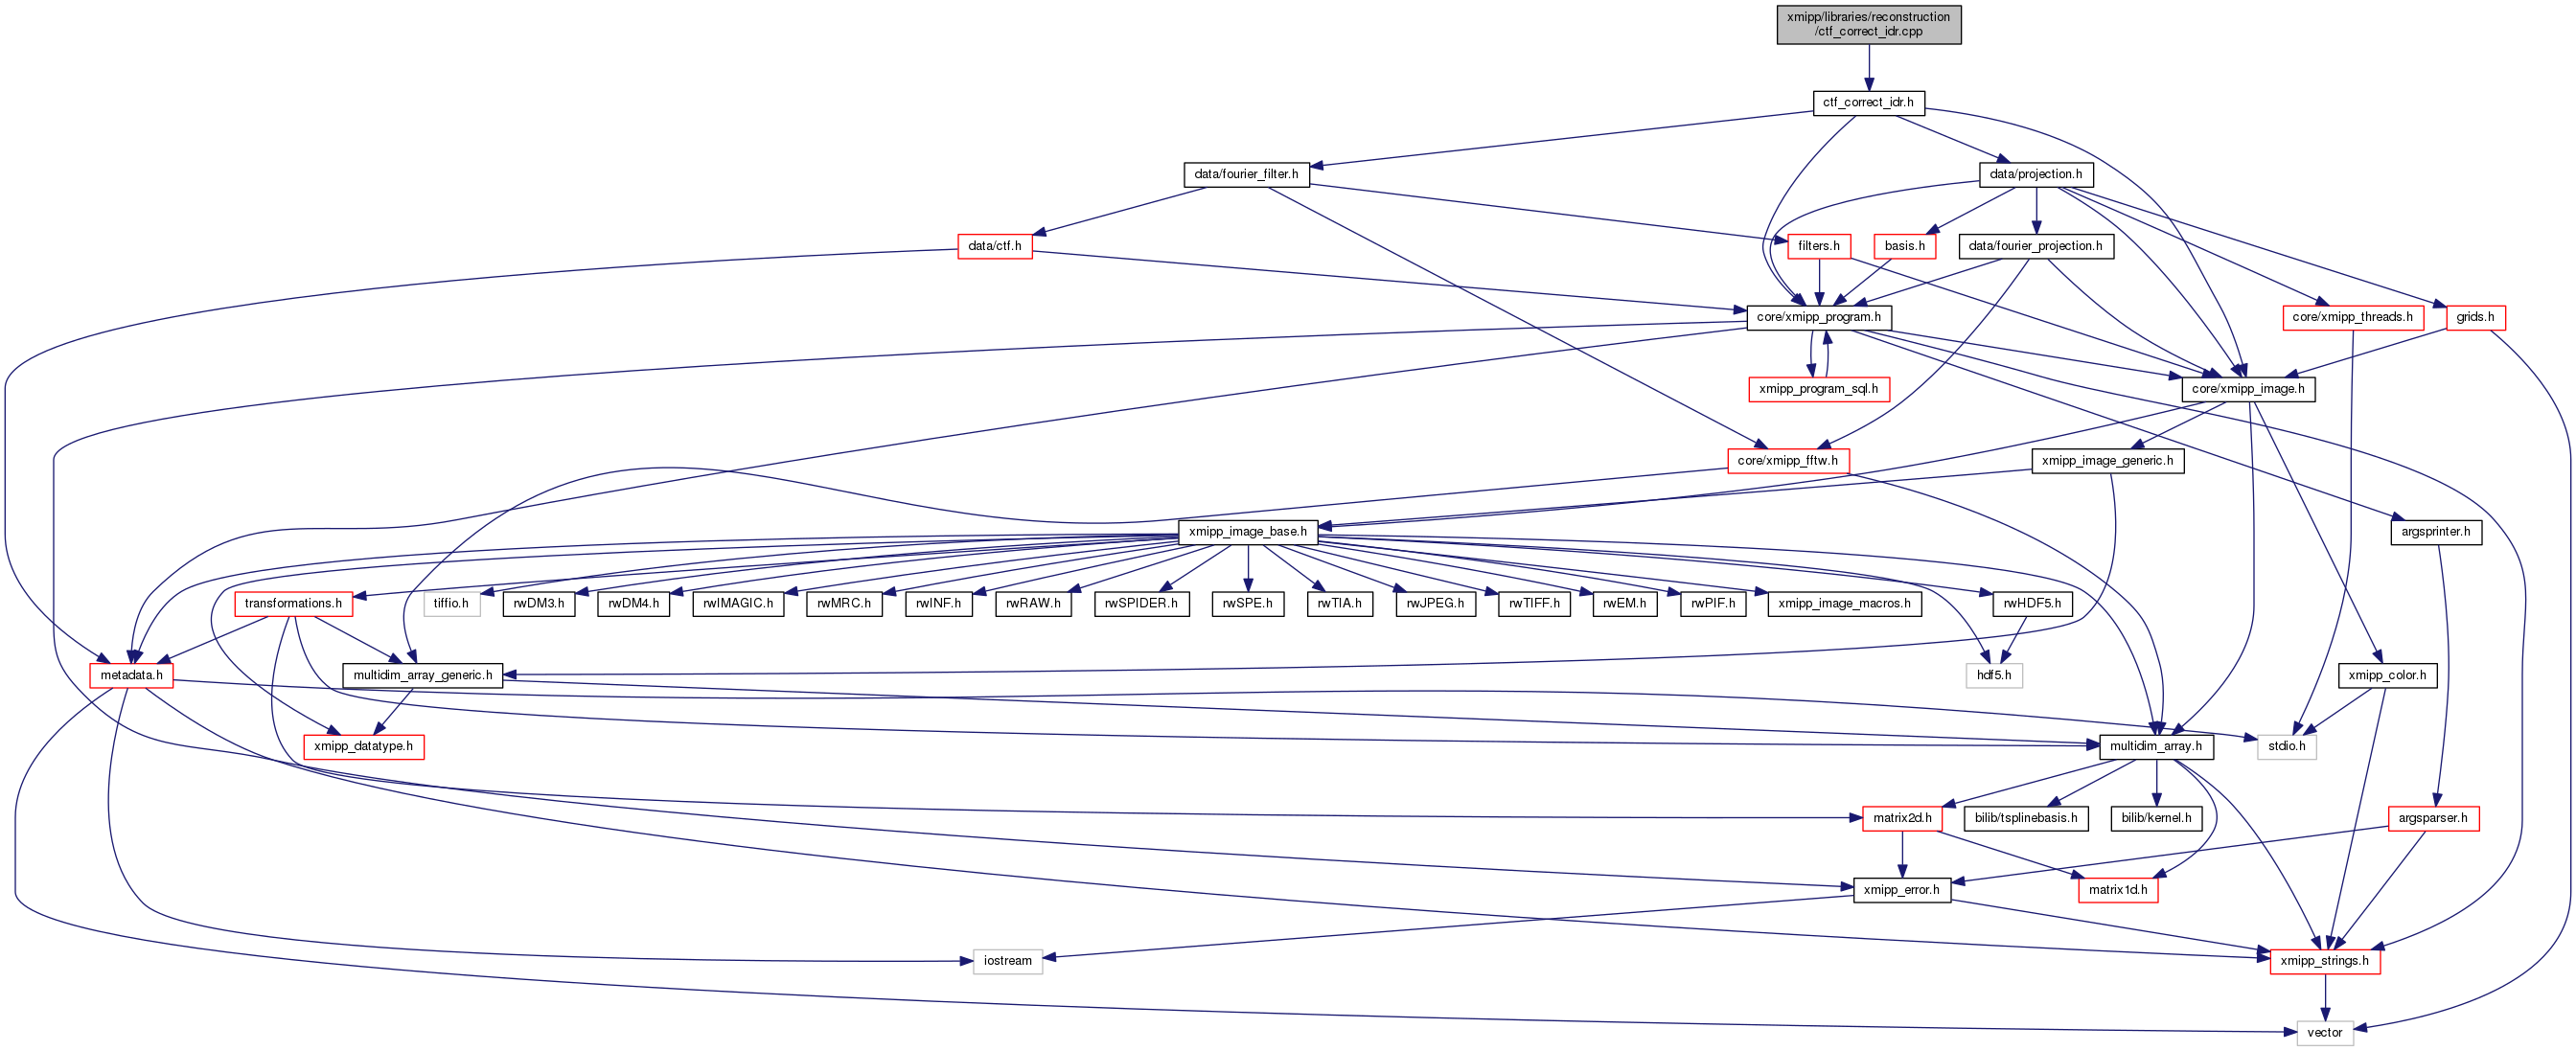 xmipp/libraries/reconstruction
/ctf_correct_idr.cpp
ctf_correct_idr.h
data/fourier_filter.h
data/projection.h
data/ctf.h
filters.h
basis.h
data/fourier_projection.h
core/xmipp_program.h
core/xmipp_threads.h
grids.h
xmipp_program_sql.h
core/xmipp_image.h
core/xmipp_fftw.h
xmipp_image_generic.h
xmipp_image_base.h
argsprinter.h
transformations.h
tiffio.h
rwDM3.h
rwDM4.h
rwIMAGIC.h
rwMRC.h
rwINF.h
rwRAW.h
rwSPIDER.h
rwSPE.h
rwTIA.h
rwJPEG.h
rwTIFF.h
rwEM.h
rwPIF.h
xmipp_image_macros.h
rwHDF5.h
metadata.h
multidim_array_generic.h
hdf5.h
xmipp_color.h
xmipp_datatype.h
multidim_array.h
stdio.h
matrix2d.h
bilib/tsplinebasis.h
bilib/kernel.h
argsparser.h
xmipp_error.h
matrix1d.h
iostream
xmipp_strings.h
vector